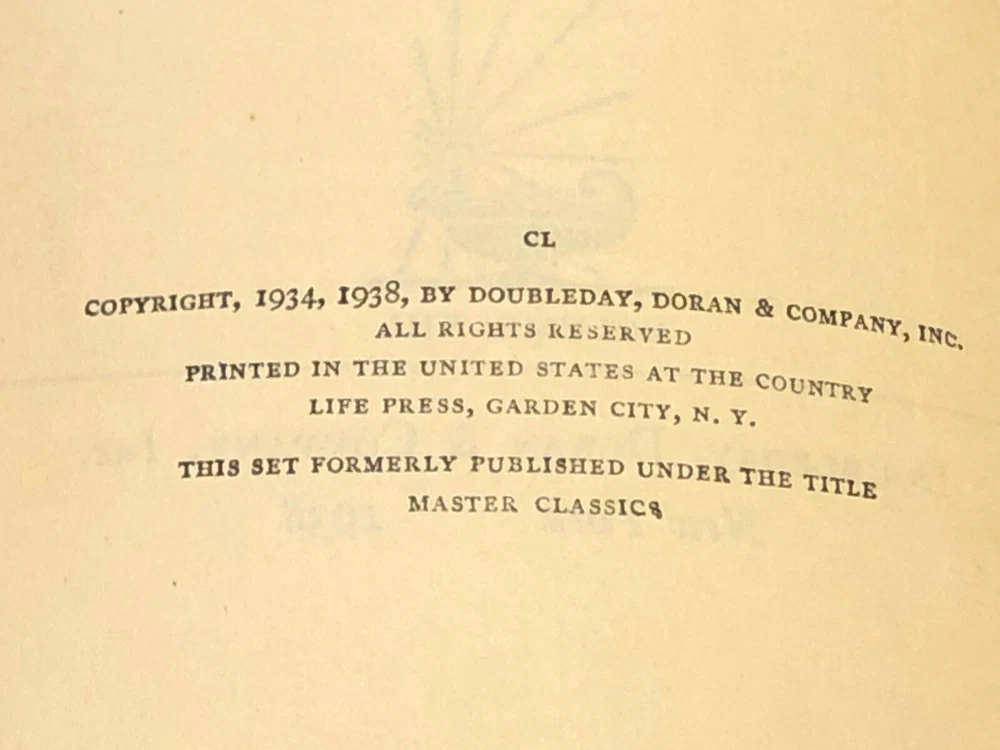 CL
COPYRIGHT, 1934, 1938, BY DOUBLEDAY, DORAN & COMPANY, INC.
ALL RIGHTS RESERVED
PRINTED IN THE UNITED STATES AT THE COUNTRY
LIFE PRESS, GARDEN CITY, N. Y.
THIS SET FORMERLY PUBLISHED UNDER THE TITLE
MASTER CLASSICS